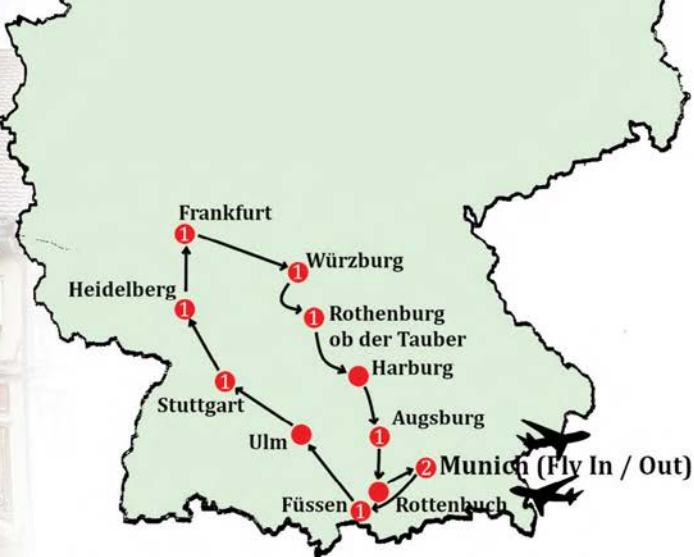 Frankfurt
1
Würzburg
1
Heidelberg
1
1
Rothenburg
ob der Tauber
Harburg
1
Stuttgart
Augsburg
1
Ulm
2
Munich (Fly In / Out)
Füssen
1
Rottenbuch